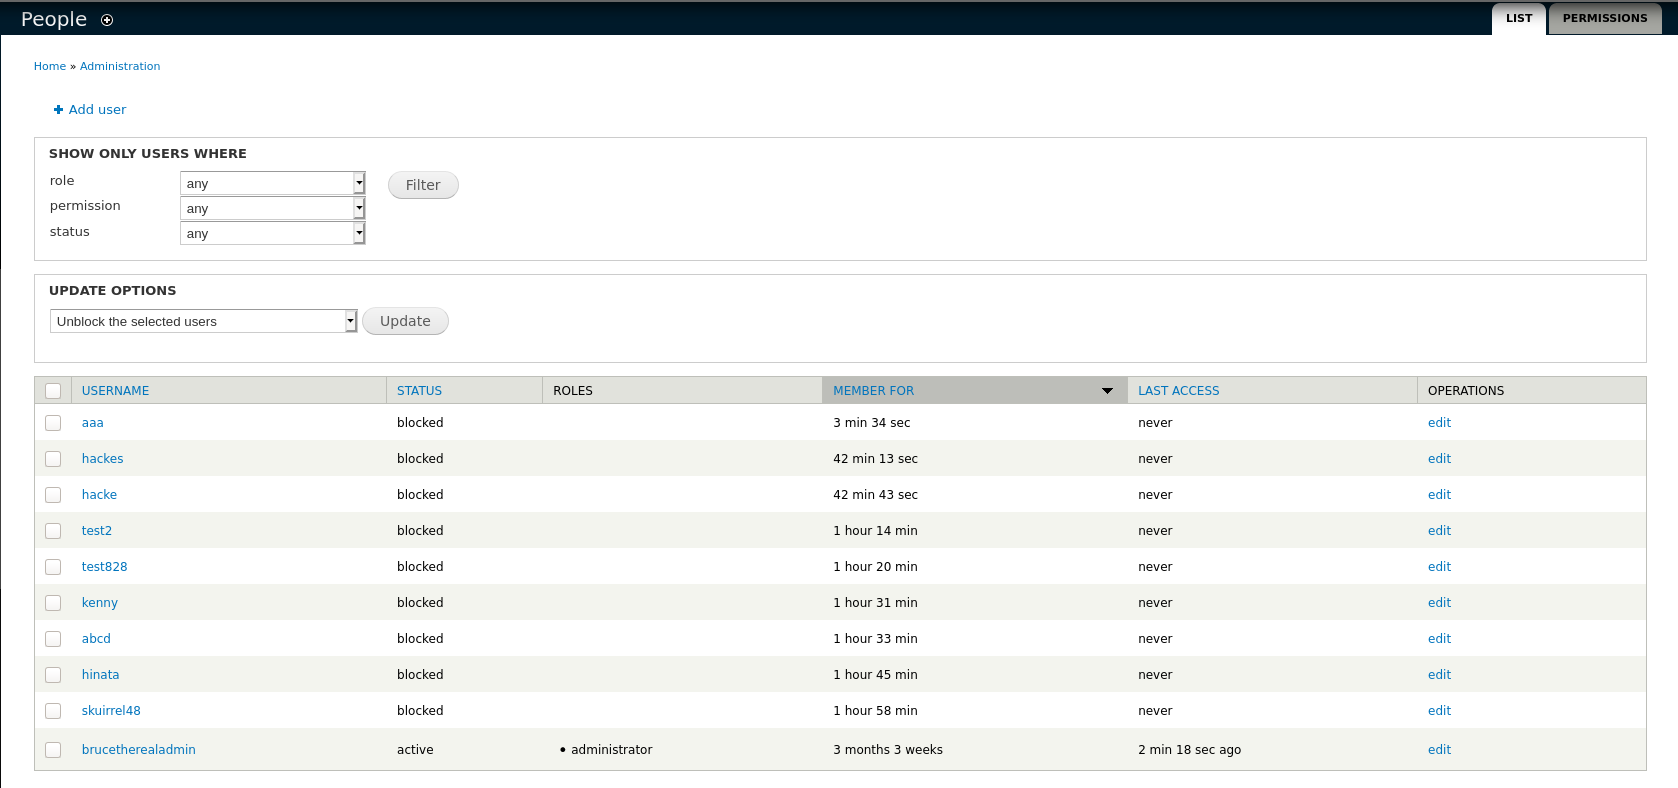 People
LIST PERMISSIONS
Home » Administration
Add user
SHOW ONLY USERS WHERE
role any Filter
permission any
status any
UPDATE OPTIONS
Unblock the selected users Update
USERNAME STATUS ROLES MEMBER FOR LAST ACCESS OPERATIONS
aaa blocked 3 min 34 sec never edit
hackes blocked 42 min 13 sec never edit
hacke blocked 42 min 43 sec never edit
test2 blocked 1 hour 14 min never edit
test828 blocked 1 hour 20 min never edit
kenny blocked 1 hour 31 min never edit
abcd blocked 1 hour 33 min never edit
hinata blocked 1 hour 45 min never edit
skuirrel48 blocked 1 hour 58 min never edit
brucetherealadmin active • administrator 3 months 3 weeks 2 min 18 sec ago edit